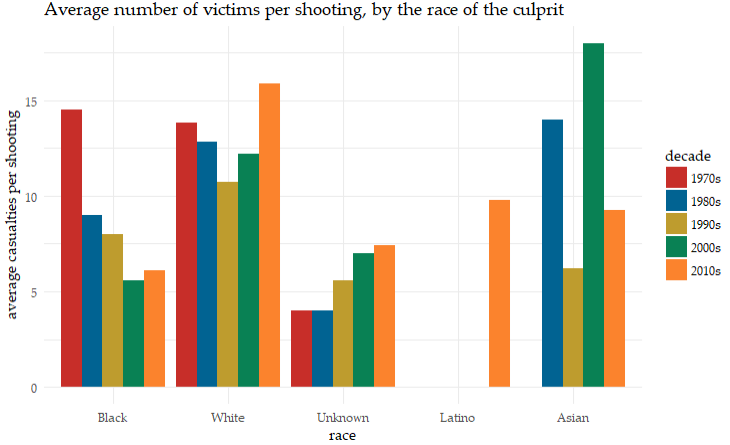 Average number of victims per shooting, by the race of the culprit
average casualties per shooting
15
10
5
0
Black White Unknown Latino Asian
race
decade
1970s
1980s
1990s
2000s
2010s